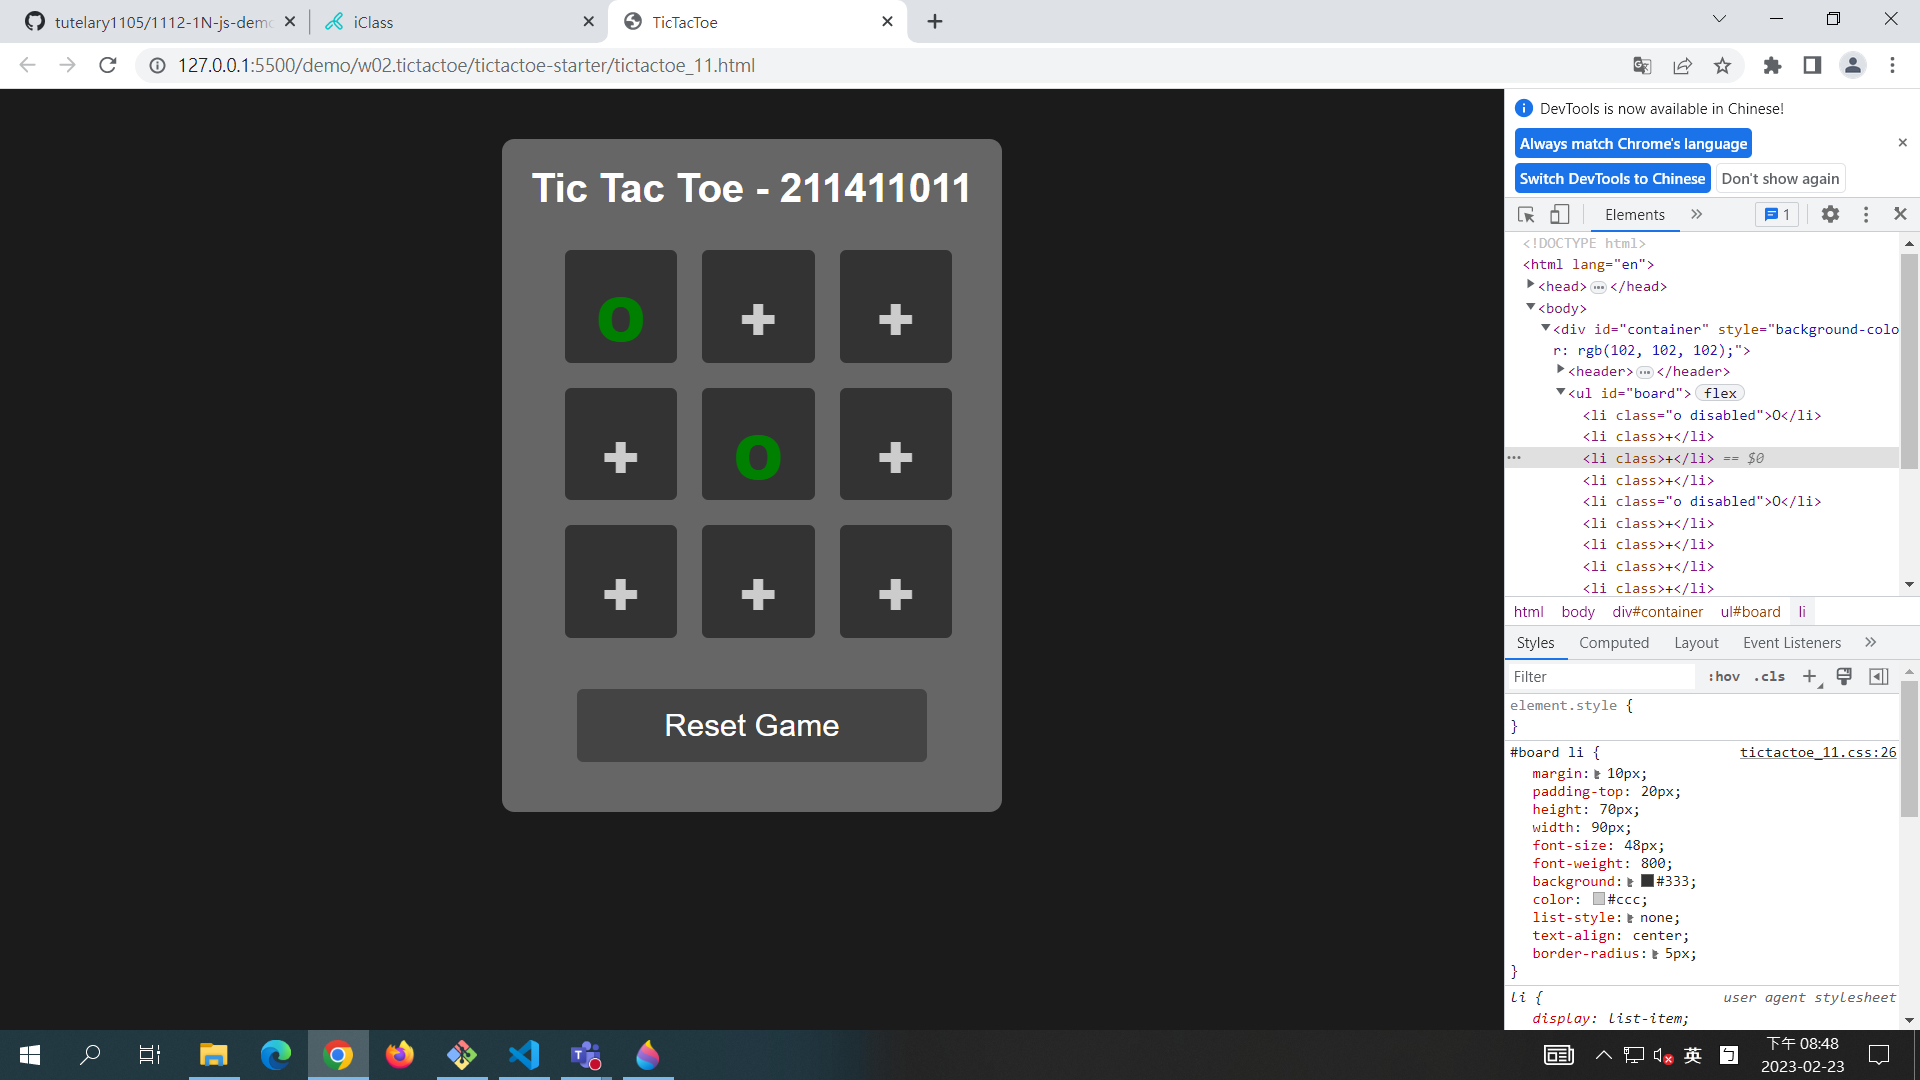 tutelary1105/1112-1N-js-demo
iClass
TicTacToe
127.0.0.1:5500/demo/w02.tictactoe/tictactoe-starter/tictactoe_11.html
Tic Tac Toe - 211411011
O + +
+ O +
+ + +
Reset Game
DevTools is now available in Chinese!
Always match Chrome's language
Switch DevTools to Chinese Don't show again
Elements 1
<!DOCTYPE html>
<html lang="en">
<head> ... </head>
<body>
<div id="container" style="background-colo
r: rgb(102, 102, 102);">
<header> ... </header>
<ul id="board"> flex
<li class="o disabled">O</li>
<li class>+</li>
<li class>+</li> == $0
<li class>+</li>
<li class="o disabled">O</li>
<li class>+</li>
<li class>+</li>
<li class>+</li>
<li class>+</li>
html body div#container ul#board li
Styles Computed Layout Event Listeners
Filter :hov .cls
element.style {
}
#board li { tictactoe_11.css:26
margin: 10px;
padding-top: 20px;
height: 70px;
width: 90px;
font-size: 48px;
font-weight: 800;
background: #333;
color: #ccc;
list-style: none;
text-align: center;
border-radius: 5px;
}
li { user agent stylesheet
display: list-item;
英
下午 08:48
2023-02-23